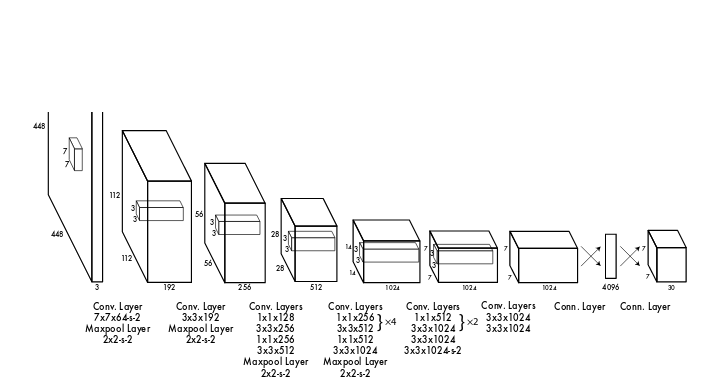 448
7
7
448
3
112
3
3
112
192
56
3
3
56
256
28
3
3
28
512
14
3
3
14
1024
7
3
3
7
1024
7
7
1024
4096
7
7
30
Conv. Layer
7x7x64-s-2
Maxpool Layer
2x2-s-2
Conv. Layer
3x3x192
Maxpool Layer
2x2-s-2
Conv. Layers
1x1x128
3x3x256
1x1x256
3x3x512
Maxpool Layer
2x2-s-2
Conv. Layers
1x1x256
3x3x512
}×4
1x1x512
3x3x1024
Maxpool Layer
2x2-s-2
Conv. Layers
1x1x512
3x3x1024
}×2
3x3x1024
3x3x1024-s-2
Conv. Layers
3x3x1024
3x3x1024
Conn. Layer
Conn. Layer